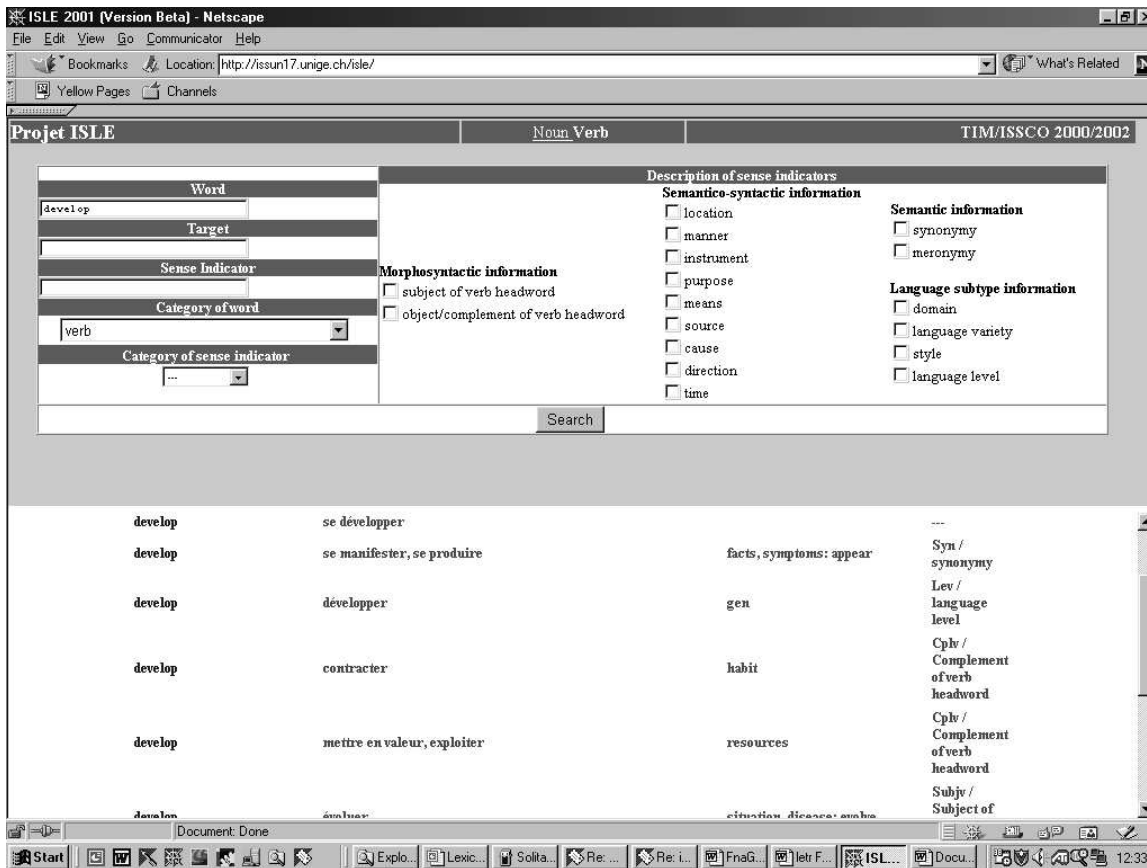 ISLE 2001 (Version Beta) - Netscape
File Edit View Go Communicator Help
Bookmarks Location: http://issun17.unige.ch/isle/ What's Related
Yellow Pages Channels
Projet ISLE Noun Verb TIM/ISSCO 2000/2002
Word
develop
Target
Sense Indicator
Category of word
verb
Category of sense indicator
---
Description of sense indicators
Morphosyntactic information
subject of verb headword
object/complement of verb headword
Semantico-syntactic information
location
manner
instrument
purpose
means
source
cause
direction
time
Semantic information
synonymy
meronymy
Language subtype information
domain
language variety
style
language level
Search
develop se développer ---
develop se manifester, se produire facts, symptoms: appear Syn /
synonymy
develop développer gen Lev /
language
level
develop contracter habit Cplv /
Complement
of verb
headword
develop mettre en valeur, exploiter resources Cplv /
Complement
of verb
headword
develop évoluer situation, disease: evolve Subjv /
Subject of
Document: Done
Start Explo... Lexic... Solita... Re: ... Re: i... FnaG... letr F... ISL... Docu...